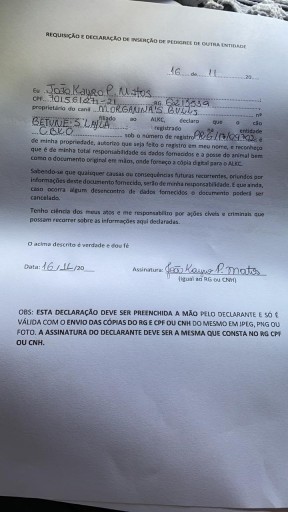 REQUISIÇÃO E DECLARAÇÃO DE INSERÇÃO DE PEDIGREE DE OUTRA ENTIDADE
16 de 11 20
Eu João Kayro P. Matos
CPF 701561271-21 RG 6213039
proprietário do canil MORGANNA'S BULLS nº
filiado ao ALKC, declaro que o cão
registrado entidade
CBKO sob o número de registro é
de minha propriedade, autorizo que seja feito o registro em meu nome, e reconheço
que é de minha total responsabilidade os dados fornecidos e a posse do animal bem
como o documento original em mãos, onde forneço a cópia digital para o ALKC.
Sabendo-se que quaisquer causas ou consequências futuras recorrentes, oriundos por
informações deste documento fornecido, serão de minha responsabilidade. E que ainda,
caso ocorra algum desencontro de dados fornecidos o documento poderá ser
cancelado.
Tenho ciência dos meus atos e me responsabilizo por ações cíveis e criminais que
possam recorrer sobre as informações aqui declaradas.
O acima descrito é verdade e dou fé
Data: 16/11/20 Assinatura: João Kayro P. Matos
(igual ao RG ou CNH)
OBS: ESTA DECLARAÇÃO DEVE SER PREENCHIDA A MÃO PELO DECLARANTE E SÓ É
VÁLIDA COM O ENVIO DAS CÓPIAS DO RG E CPF OU CNH DO MESMO EM JPEG, PNG OU
FOTO. A ASSINATURA DO DECLARANTE DEVE SER A MESMA QUE CONSTA NO RG CPF
OU CNH.